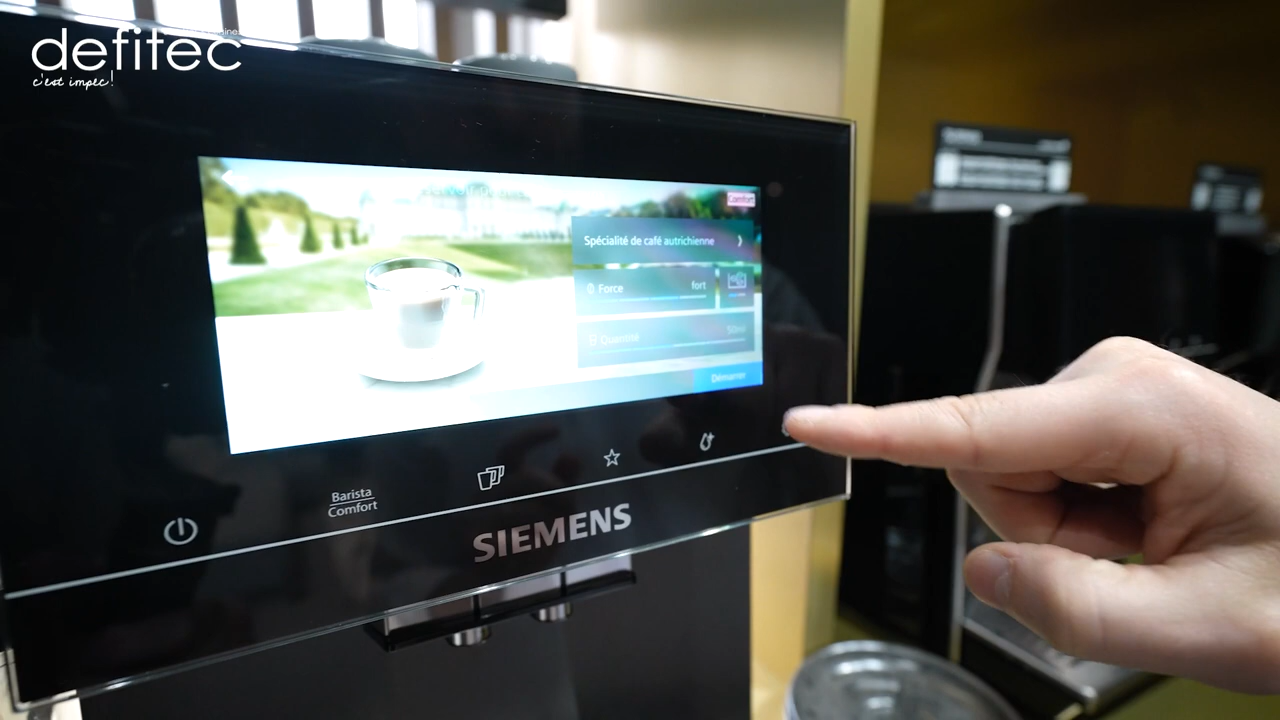 defitec
c'est impec!
Comfort
Spécialité de café autrichienne
Force fort
Quantité 50ml
Démarrer
Barista
Comfort
SIEMENS